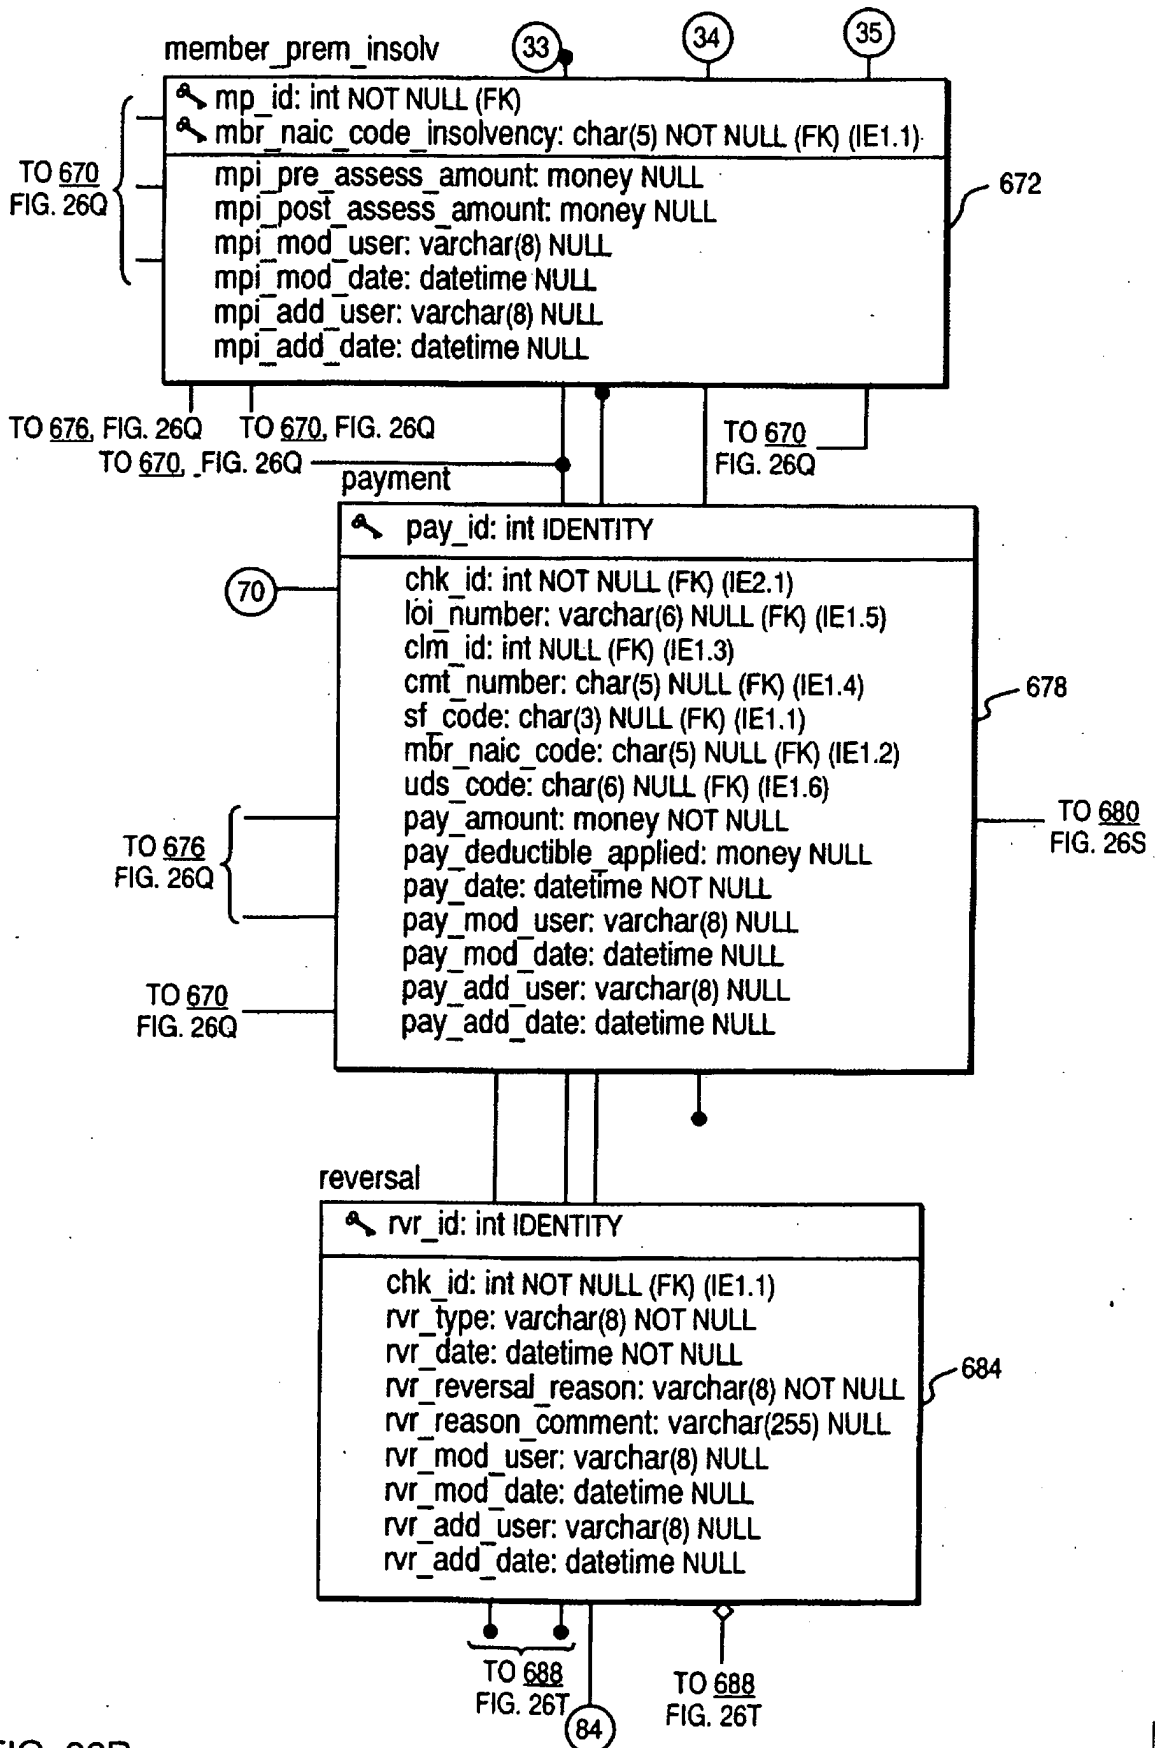 33
34
35
member_prem_insolv
mp_id: int NOT NULL (FK)
mbr_naic_code_insolvency: char(5) NOT NULL (FK) (IE1.1)
mpi_pre_assess_amount: money NULL
mpi_post_assess_amount: money NULL
mpi_mod_user: varchar(8) NULL
mpi_mod_date: datetime NULL
mpi_add_user: varchar(8) NULL
mpi_add_date: datetime NULL
TO 670
FIG. 26Q
672
TO 676, FIG. 26Q
TO 670, FIG. 26Q
TO 670, FIG. 26Q
TO 670
FIG. 26Q
payment
pay_id: int IDENTITY
chk_id: int NOT NULL (FK) (IE2.1)
loi_number: varchar(6) NULL (FK) (IE1.5)
clm_id: int NULL (FK) (IE1.3)
cmt_number: char(5) NULL (FK) (IE1.4)
sf_code: char(3) NULL (FK) (IE1.1)
mbr_naic_code: char(5) NULL (FK) (IE1.2)
uds_code: char(6) NULL (FK) (IE1.6)
pay_amount: money NOT NULL
pay_deductible_applied: money NULL
pay_date: datetime NOT NULL
pay_mod_user: varchar(8) NULL
pay_mod_date: datetime NULL
pay_add_user: varchar(8) NULL
pay_add_date: datetime NULL
70
678
TO 680
FIG. 26S
TO 676
FIG. 26Q
TO 670
FIG. 26Q
reversal
rvr_id: int IDENTITY
chk_id: int NOT NULL (FK) (IE1.1)
rvr_type: varchar(8) NOT NULL
rvr_date: datetime NOT NULL
rvr_reversal_reason: varchar(8) NOT NULL
rvr_reason_comment: varchar(255) NULL
rvr_mod_user: varchar(8) NULL
rvr_mod_date: datetime NULL
rvr_add_user: varchar(8) NULL
rvr_add_date: datetime NULL
684
TO 688
FIG. 26T
84
TO 688
FIG. 26T